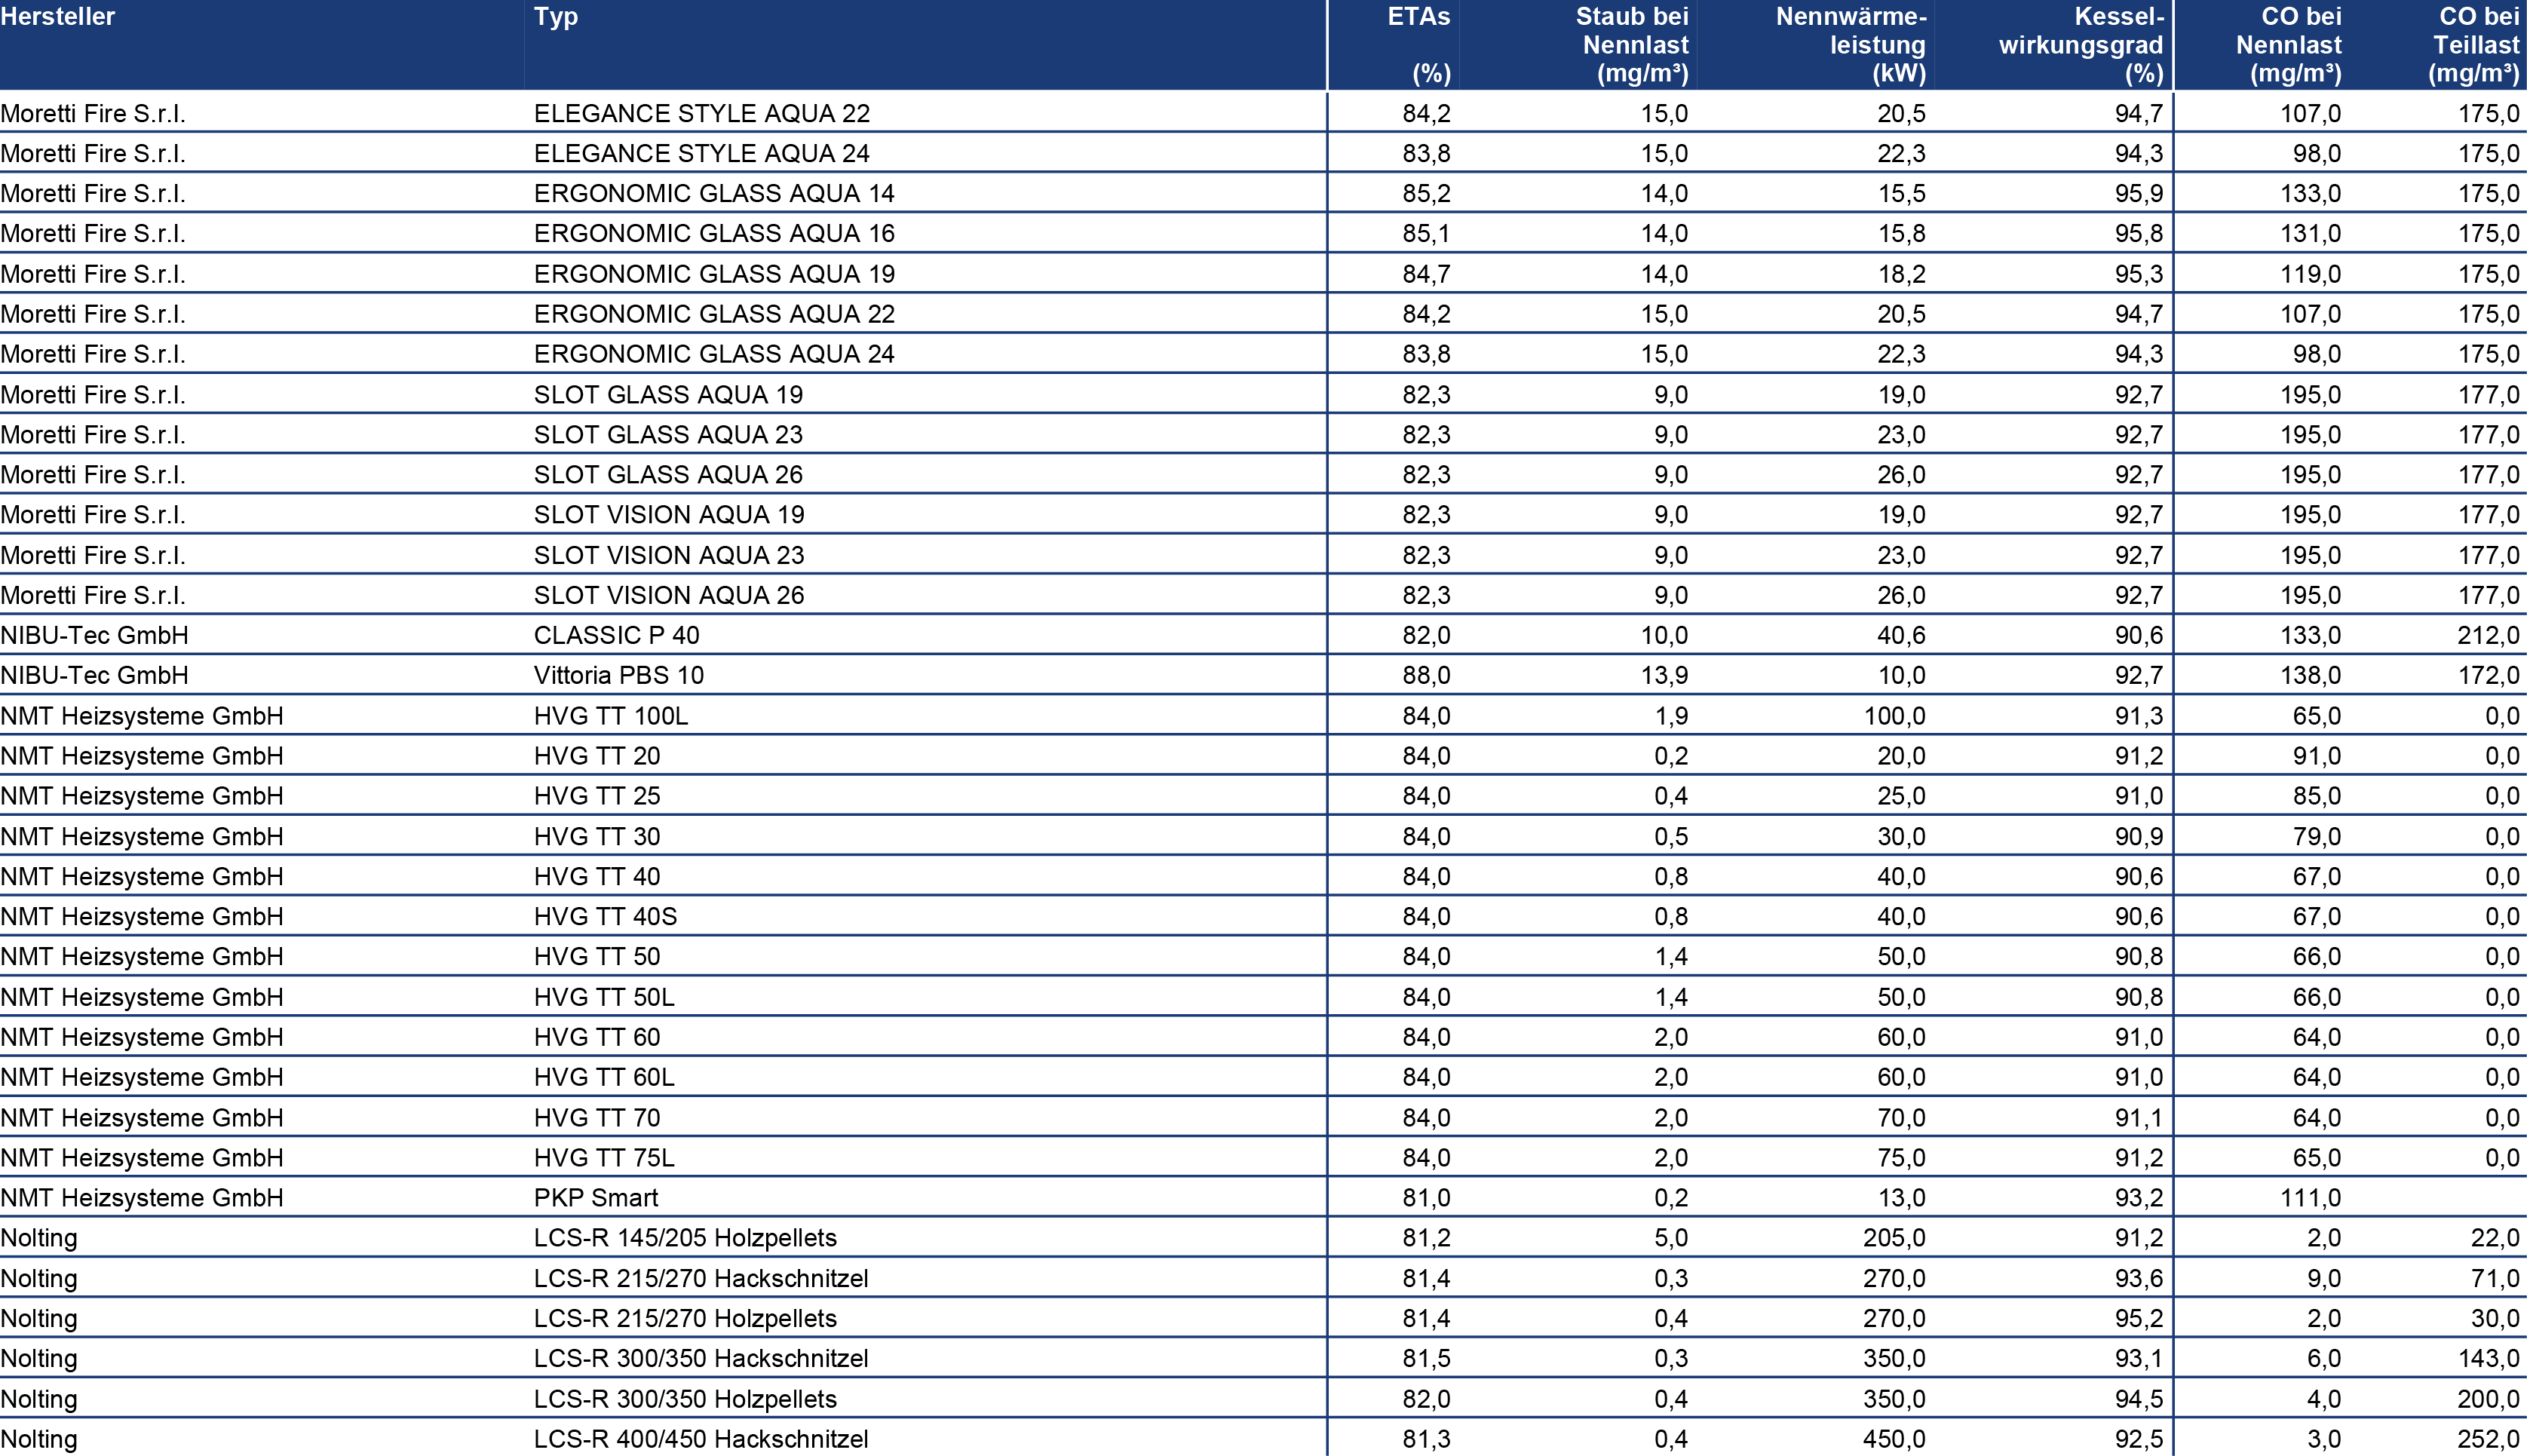 Hersteller Typ ETAs (%) Staub bei Nennlast (mg/m³) Nennwärme-leistung (kW) Kessel-wirkungsgrad (%) CO bei Nennlast (mg/m³) CO bei Teillast (mg/m³)
Moretti Fire S.r.l. ELEGANCE STYLE AQUA 22 84,2 15,0 20,5 94,7 107,0 175,0
Moretti Fire S.r.l. ELEGANCE STYLE AQUA 24 83,8 15,0 22,3 94,3 98,0 175,0
Moretti Fire S.r.l. ERGONOMIC GLASS AQUA 14 85,2 14,0 15,5 95,9 133,0 175,0
Moretti Fire S.r.l. ERGONOMIC GLASS AQUA 16 85,1 14,0 15,8 95,8 131,0 175,0
Moretti Fire S.r.l. ERGONOMIC GLASS AQUA 19 84,7 14,0 18,2 95,3 119,0 175,0
Moretti Fire S.r.l. ERGONOMIC GLASS AQUA 22 84,2 15,0 20,5 94,7 107,0 175,0
Moretti Fire S.r.l. ERGONOMIC GLASS AQUA 24 83,8 15,0 22,3 94,3 98,0 175,0
Moretti Fire S.r.l. SLOT GLASS AQUA 19 82,3 9,0 19,0 92,7 195,0 177,0
Moretti Fire S.r.l. SLOT GLASS AQUA 23 82,3 9,0 23,0 92,7 195,0 177,0
Moretti Fire S.r.l. SLOT GLASS AQUA 26 82,3 9,0 26,0 92,7 195,0 177,0
Moretti Fire S.r.l. SLOT VISION AQUA 19 82,3 9,0 19,0 92,7 195,0 177,0
Moretti Fire S.r.l. SLOT VISION AQUA 23 82,3 9,0 23,0 92,7 195,0 177,0
Moretti Fire S.r.l. SLOT VISION AQUA 26 82,3 9,0 26,0 92,7 195,0 177,0
NIBU-Tec GmbH CLASSIC P 40 82,0 10,0 40,6 90,6 133,0 212,0
NIBU-Tec GmbH Vittoria PBS 10 88,0 13,9 10,0 92,7 138,0 172,0
NMT Heizsysteme GmbH HVG TT 100L 84,0 1,9 100,0 91,3 65,0 0,0
NMT Heizsysteme GmbH HVG TT 20 84,0 0,2 20,0 91,2 91,0 0,0
NMT Heizsysteme GmbH HVG TT 25 84,0 0,4 25,0 91,0 85,0 0,0
NMT Heizsysteme GmbH HVG TT 30 84,0 0,5 30,0 90,9 79,0 0,0
NMT Heizsysteme GmbH HVG TT 40 84,0 0,8 40,0 90,6 67,0 0,0
NMT Heizsysteme GmbH HVG TT 40S 84,0 0,8 40,0 90,6 67,0 0,0
NMT Heizsysteme GmbH HVG TT 50 84,0 1,4 50,0 90,8 66,0 0,0
NMT Heizsysteme GmbH HVG TT 50L 84,0 1,4 50,0 90,8 66,0 0,0
NMT Heizsysteme GmbH HVG TT 60 84,0 2,0 60,0 91,0 64,0 0,0
NMT Heizsysteme GmbH HVG TT 60L 84,0 2,0 60,0 91,0 64,0 0,0
NMT Heizsysteme GmbH HVG TT 70 84,0 2,0 70,0 91,1 64,0 0,0
NMT Heizsysteme GmbH HVG TT 75L 84,0 2,0 75,0 91,2 65,0 0,0
NMT Heizsysteme GmbH PKP Smart 81,0 0,2 13,0 93,2 111,0
Nolting LCS-R 145/205 Holzpellets 81,2 5,0 205,0 91,2 2,0 22,0
Nolting LCS-R 215/270 Hackschnitzel 81,4 0,3 270,0 93,6 9,0 71,0
Nolting LCS-R 215/270 Holzpellets 81,4 0,4 270,0 95,2 2,0 30,0
Nolting LCS-R 300/350 Hackschnitzel 81,5 0,3 350,0 93,1 6,0 143,0
Nolting LCS-R 300/350 Holzpellets 82,0 0,4 350,0 94,5 4,0 200,0
Nolting LCS-R 400/450 Hackschnitzel 81,3 0,4 450,0 92,5 3,0 252,0